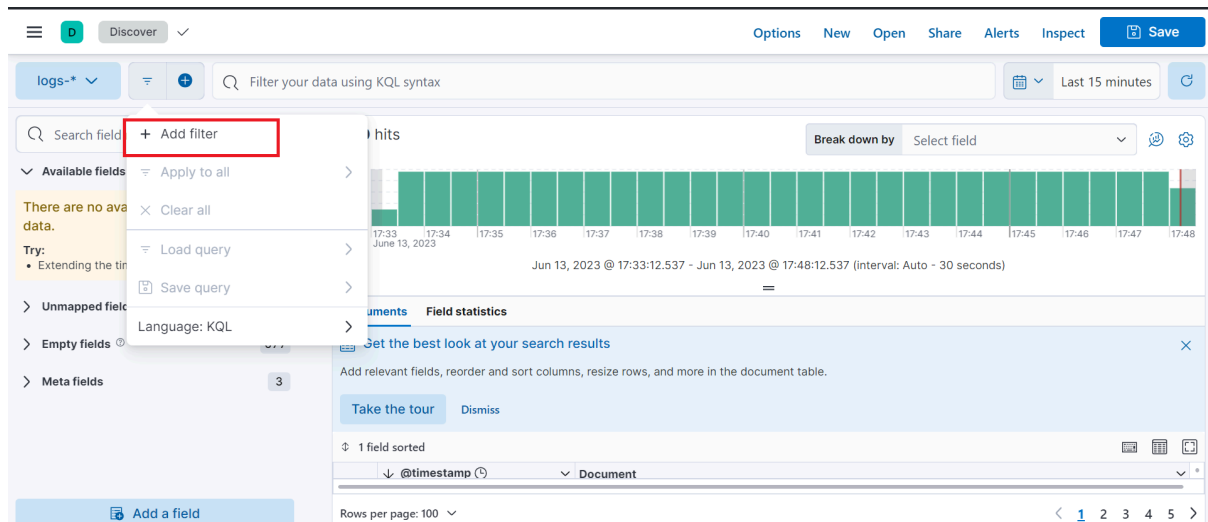 D Discover Options New Open Share Alerts Inspect Save
logs-* Filter your data using KQL syntax Last 15 minutes
Search field
+ Add filter
Apply to all
Clear all
Load query
Save query
Language: KQL
Available fields
There are no
data.
Try:
• Extending the
Unmapped
Empty fields
Meta fields 3
Add a field
hits
Break down by Select field
17:33 17:34 17:35 17:36 17:37 17:38 17:39 17:40 17:41 17:42 17:43 17:44 17:45 17:46 17:47 17:48
June 13, 2023
Jun 13, 2023 @ 17:33:12.537 - Jun 13, 2023 @ 17:48:12.537 (interval: Auto - 30 seconds)
Field statistics
Get the best look at your search results
Add relevant fields, reorder and sort columns, resize rows, and more in the document table.
Take the tour Dismiss
1 field sorted
@timestamp Document
Rows per page: 100 1 2 3 4 5